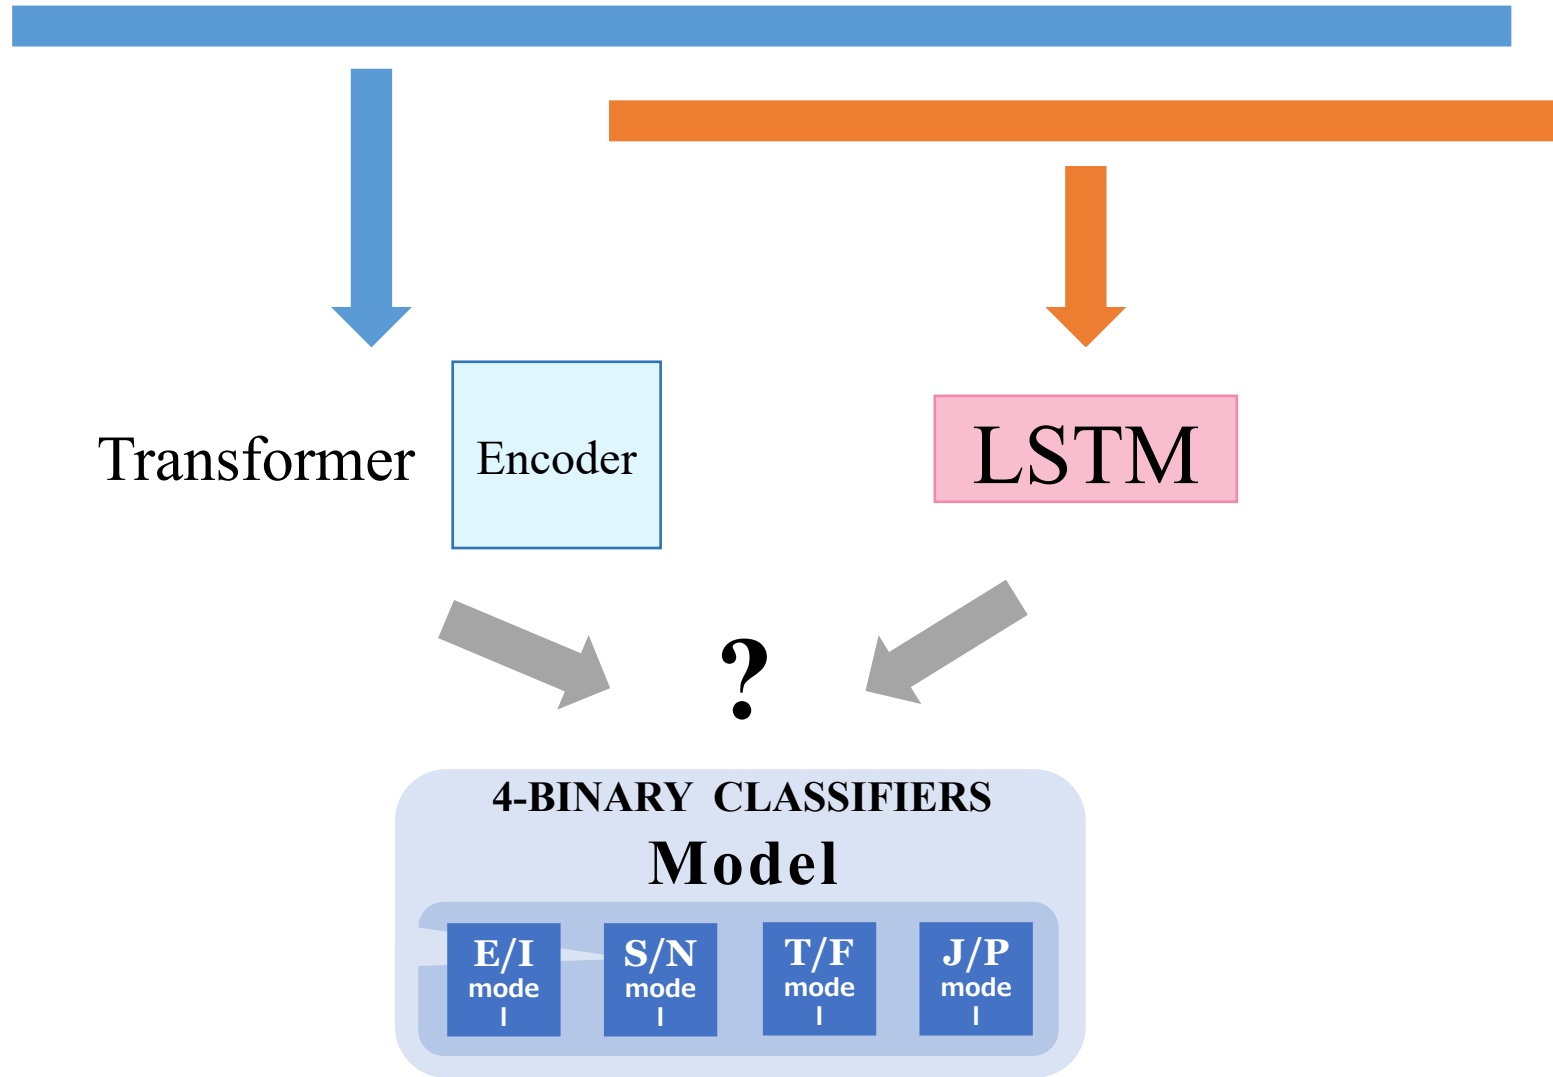 Transformer
Encoder
LSTM
?
4-BINARY CLASSIFIERS
Model
E/I
mode
l
S/N
mode
l
T/F
mode
l
J/P
mode
l